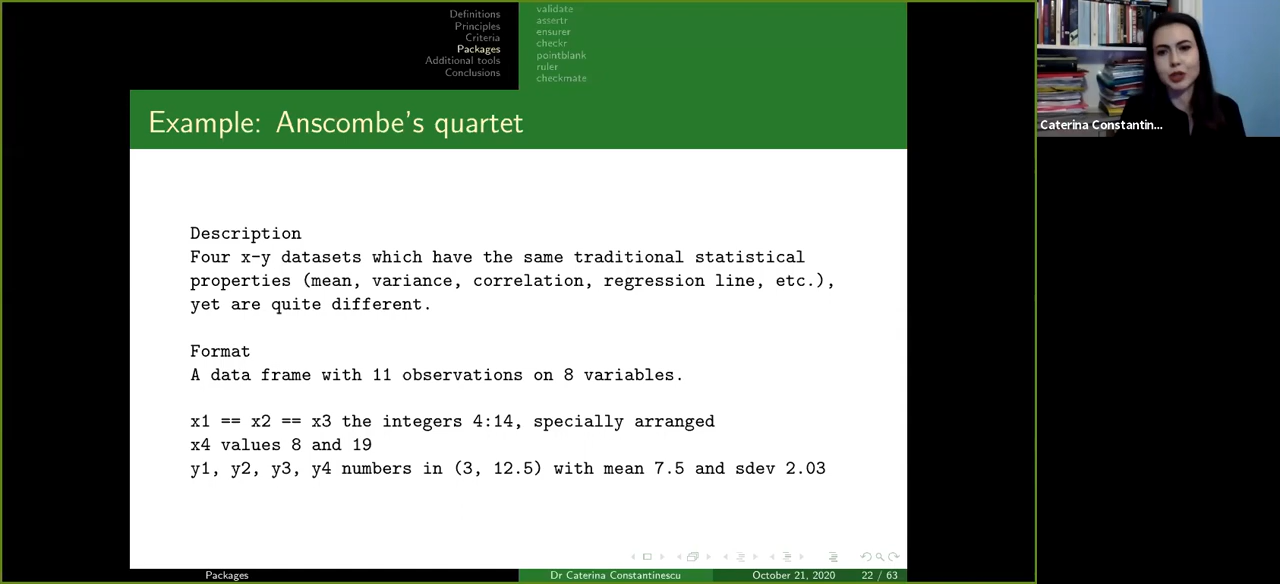 Definitions
Principles
Criteria
Packages
Additional tools
Conclusions
validate
assertr
ensurer
checkr
pointblank
ruler
checkmate
Example: Anscombe's quartet
Description
Four x-y datasets which have the same traditional statistical
properties (mean, variance, correlation, regression line, etc.),
yet are quite different.
Format
A data frame with 11 observations on 8 variables.
x1 == x2 == x3 the integers 4:14, specially arranged
x4 values 8 and 19
y1, y2, y3, y4 numbers in (3, 12.5) with mean 7.5 and sdev 2.03
Packages
Dr Caterina Constantinescu
October 21, 2020
22 / 63
Caterina Constantin...